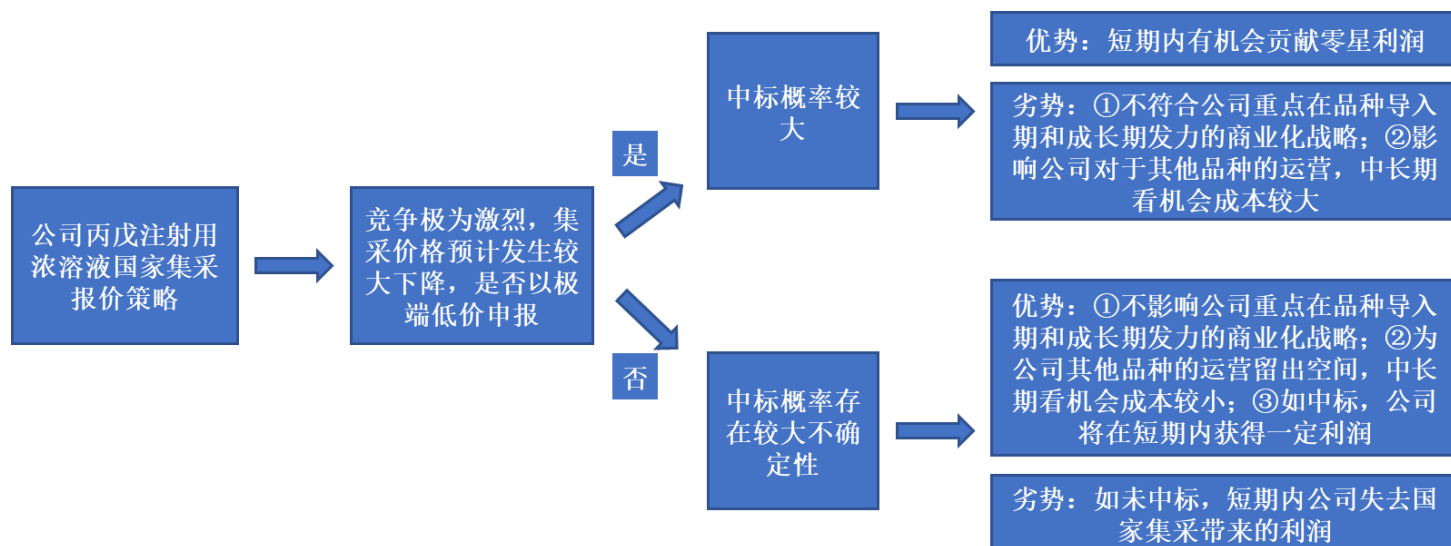 公司丙戊注射用
浓溶液国家集采
报价策略
竞争极为激烈，集
采价格预计发生较
大下降，是否以极
端低价申报
是
否
中标概率较
大
优势：短期内有机会贡献零星利润
劣势：①不符合公司重点在品种导入
期和成长期发力的商业化战略；②影
响公司对于其他品种的运营，中长期
看机会成本较大
中标概率存
在较大不确
定性
优势：①不影响公司重点在品种导入
期和成长期发力的商业化战略；②为
公司其他品种的运营留出空间，中长
期看机会成本较小；③如中标，公司
将在短期内获得一定利润
劣势：如未中标，短期内公司失去国
家集采带来的利润